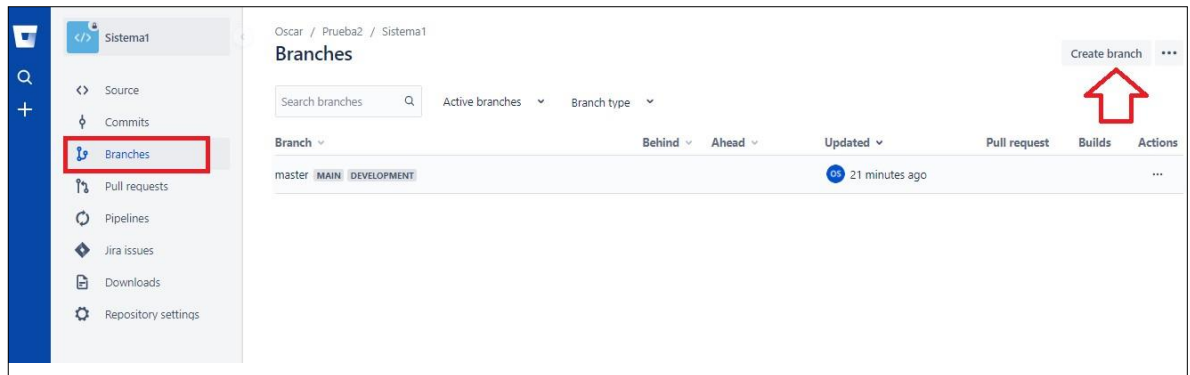 Sistema1
Source
Commits
Branches
Pull requests
Pipelines
Jira issues
Downloads
Repository settings
Oscar / Prueba2 / Sistema1
Branches
Create branch
Search branches Active branches Branch type
Branch Behind Ahead Updated Pull request Builds Actions
master MAIN DEVELOPMENT OS 21 minutes ago